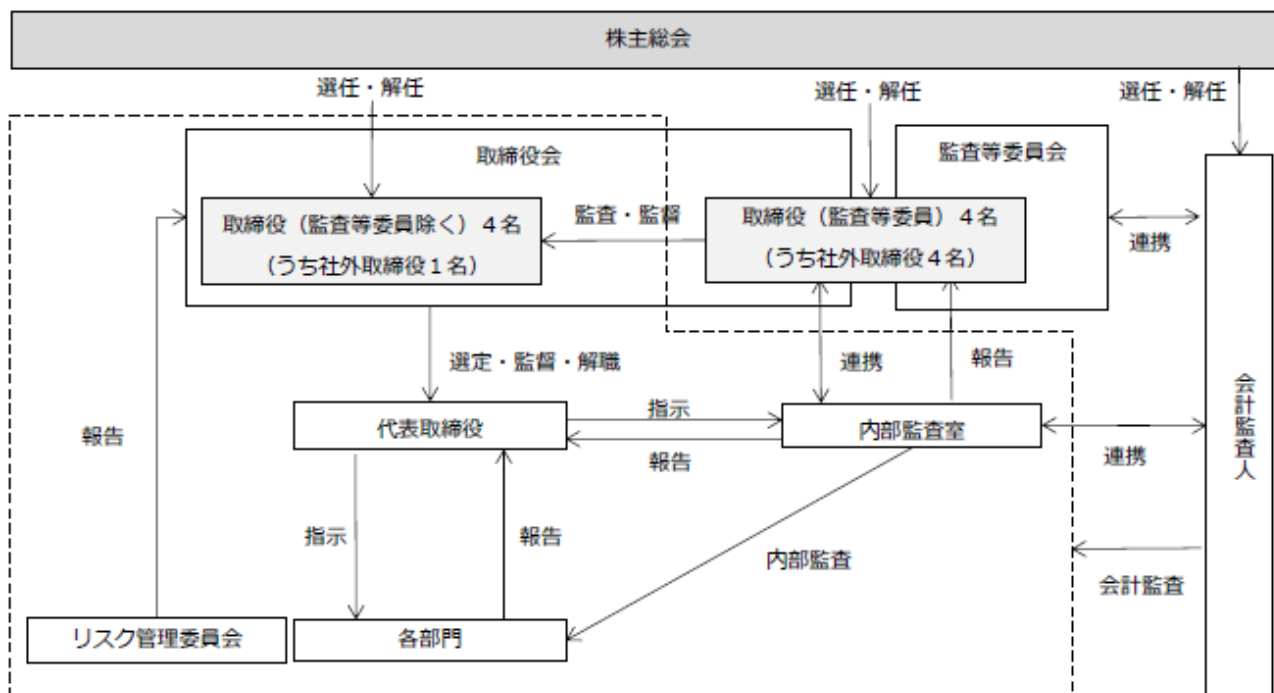 株主総会
選任・解任
選任・解任
選任・解任
取締役会
監査等委員会
取締役（監査等委員除く）４名
（うち社外取締役１名）
監査・監督
取締役（監査等委員）４名
（うち社外取締役４名）
連携
選定・監督・解職
連携
報告
報告
代表取締役
指示
報告
内部監査室
連携
会計監査人
指示
報告
内部監査
会計監査
リスク管理委員会
各部門